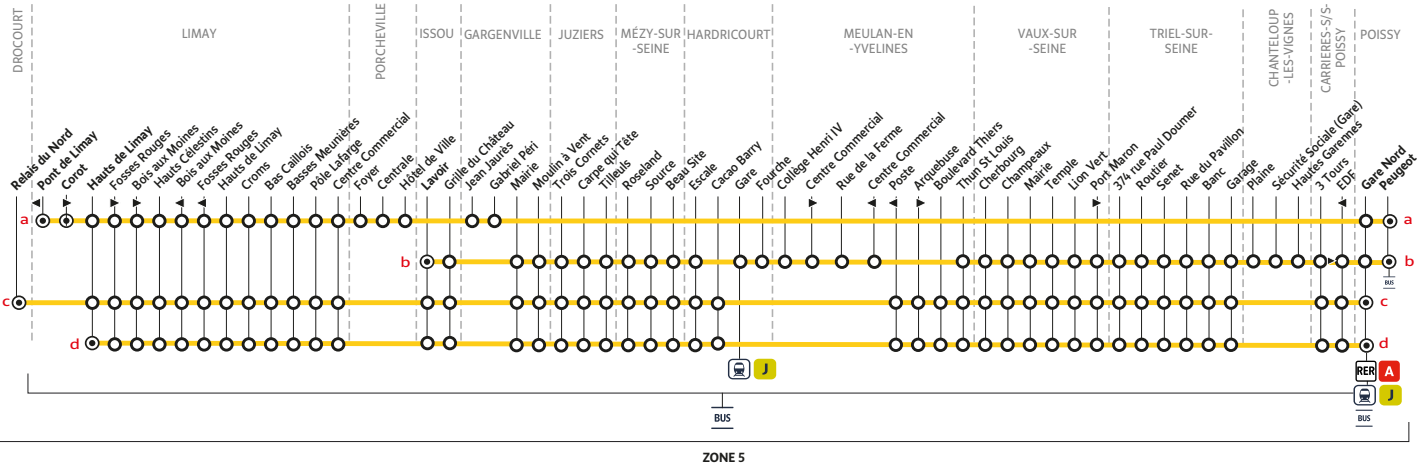 DROCOURT
LIMAY
PORCHEVILLE
ISSOU
GARGENVILLE
JUZIERS
MÉZY-SUR
-SEINE
HARDRICOURT
MEULAN-EN
-YVELINES
VAUX-SUR
-SEINE
TRIEL-SUR-
SEINE
CHANTELOUP
-LES-VIGNES
CARRIERES-S/S-
POISSY
POISSY
Relais du Nord
Pont de Limay
Corot
Hauts de Limay
Fosses Rouges
Bois aux Moines
Hauts Célestins
Bois aux Moines
Fosses Rouges
Hauts de Limay
Croms
Bas Caillois
Basses Meunières
Pôle Lafarge
Centre Commercial
Foyer
Centrale
Hôtel de Ville
Lavoir
Grille du Château
Jean Jaurès
Gabriel Péri
Mairie
Moulin à Vent
Trois Cornets
Carpe qui Tête
Tilleuls
Roseland
Source
Beau Site
Escale
Cacao Barry
Gare
Fourche
Collège Henri IV
Centre Commercial
Rue de la Ferme
Centre Commercial
Poste
Arquebuse
Boulevard Thiers
Thun St Louis
Cherbourg
Champeaux
Mairie
Temple
Lion Vert
Port Maron
374 rue Paul Doumer
Routoir
Senet
Rue du Pavillon
Banc
Garage
Plaine
Sécurité Sociale (Gare)
Hautes Garennes
3 Tours
EDF
Gare Nord
Peugeot
a
a
b
b
BUS
c
c
d
d
J
RER A
J
BUS
BUS
ZONE 5